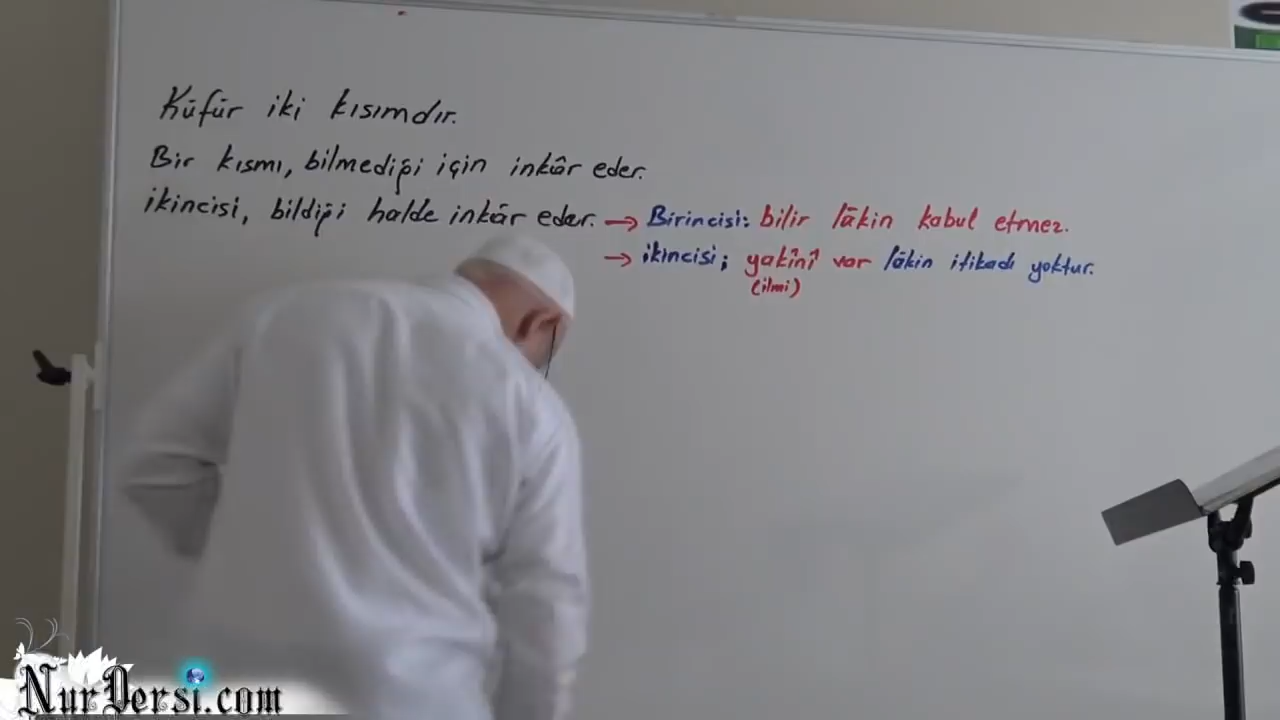 Küfür iki kısımdır.
Bir kısmı, bilmediği için inkâr eder.
ikincisi, bildiği halde inkâr eder. → Birincisi: bilir lâkin kabul etmez.
→ ikincisi; yakînî var lâkin itikadı yoktur.
(ilmi)
NurDersi.com